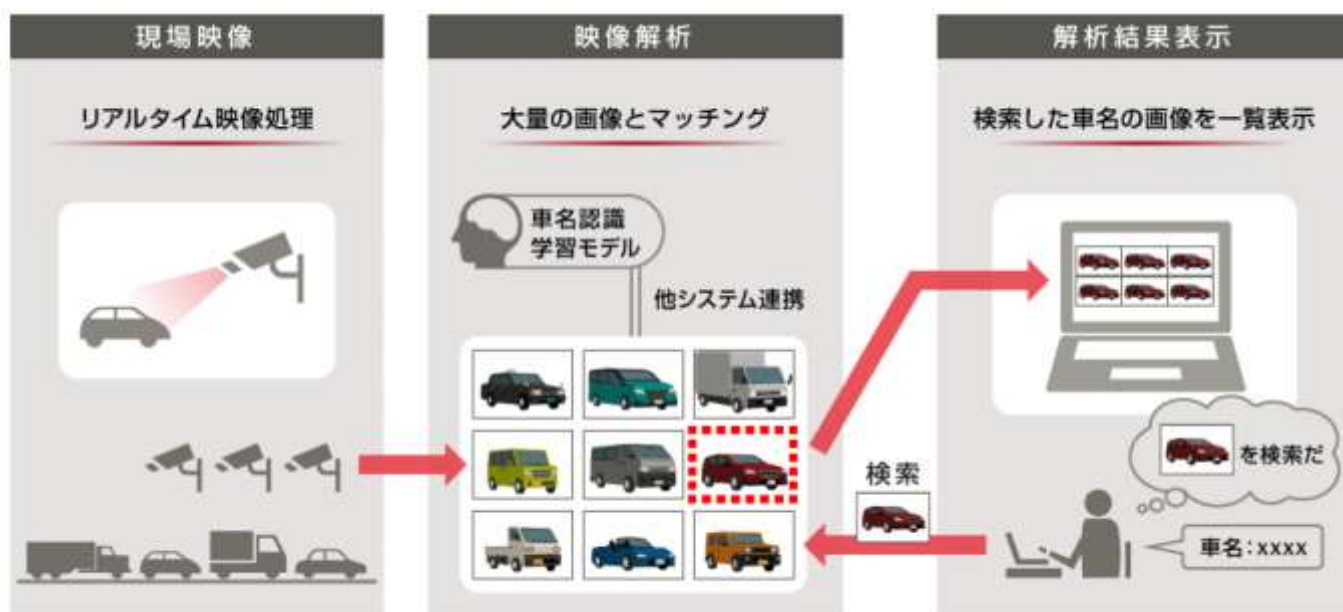 現場映像
リアルタイム映像処理
映像解析
大量の画像とマッチング
車名認識
学習モデル
他システム連携
解析結果表示
検索した車名の画像を一覧表示
を検索だ
検索
車名:xxxx